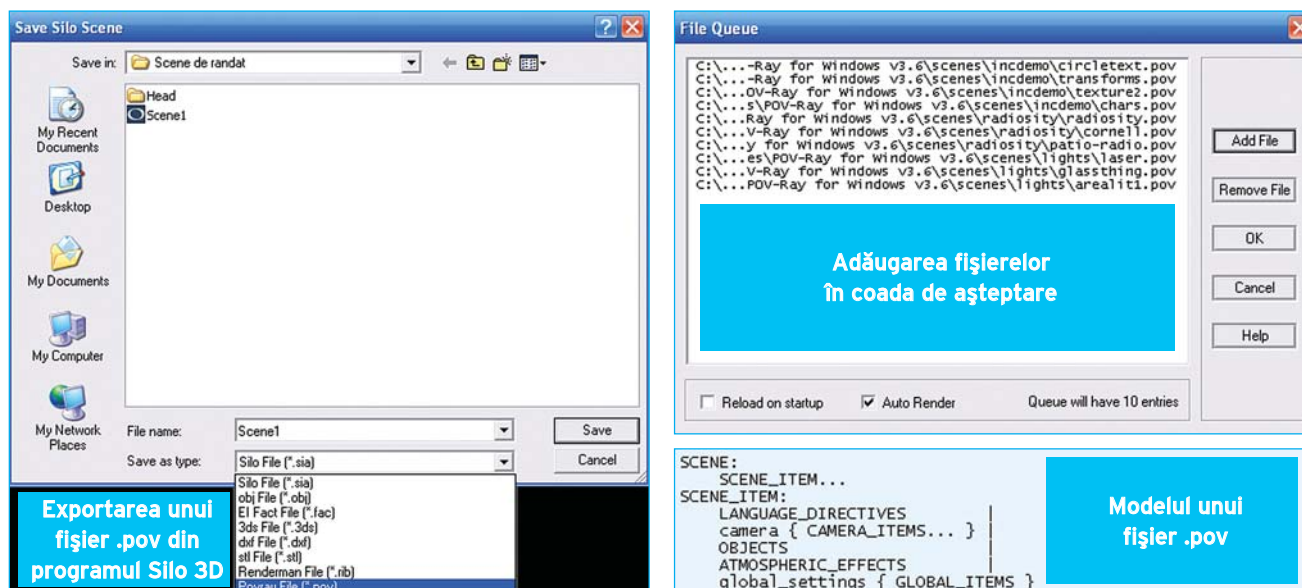 Save Silo Scene
Save in:
Scene de randat
Head
Scene1
My Recent
Documents
Desktop
My Documents
My Computer
My Network
Places
File name:
Scene1
Save
Save as type:
Silo File (*.sia)
Cancel
Silo File (*.sia)
obj File (*.obj)
El Fact File (*.fac)
3ds File (*.3ds)
dxf File (*.dxf)
stl File (*.stl)
Renderman File (*.rib)
Povray File (*.pov)
Exportarea unui
fişier .pov din
programul Silo 3D
File Queue
C:\...-Ray for Windows v3.6\scenes\incdemo\circletext.pov
C:\...-Ray for Windows v3.6\scenes\incdemo\transforms.pov
C:\...OV-Ray for Windows v3.6\scenes\incdemo\texture2.pov
C:\...s\POV-Ray for Windows v3.6\scenes\incdemo\chars.pov
C:\...Ray for Windows v3.6\scenes\radiosity\radiosity.pov
C:\...V-Ray for Windows v3.6\scenes\radiosity\cornell.pov
C:\...y for Windows v3.6\scenes\radiosity\patio-radio.pov
C:\...es\POV-Ray for Windows v3.6\scenes\lights\laser.pov
C:\...V-Ray for Windows v3.6\scenes\lights\glassthing.pov
C:\...POV-Ray for Windows v3.6\scenes\lights\arealit1.pov
Adăugarea fişierelor
în coada de aşteptare
Add File
Remove File
OK
Cancel
Help
Reload on startup
Auto Render
Queue will have 10 entries
SCENE:
SCENE_ITEM...
SCENE_ITEM:
LANGUAGE_DIRECTIVES |
camera { CAMERA_ITEMS... } |
OBJECTS |
ATMOSPHERIC_EFFECTS |
global_settings { GLOBAL_ITEMS }
Modelul unui
fişier .pov